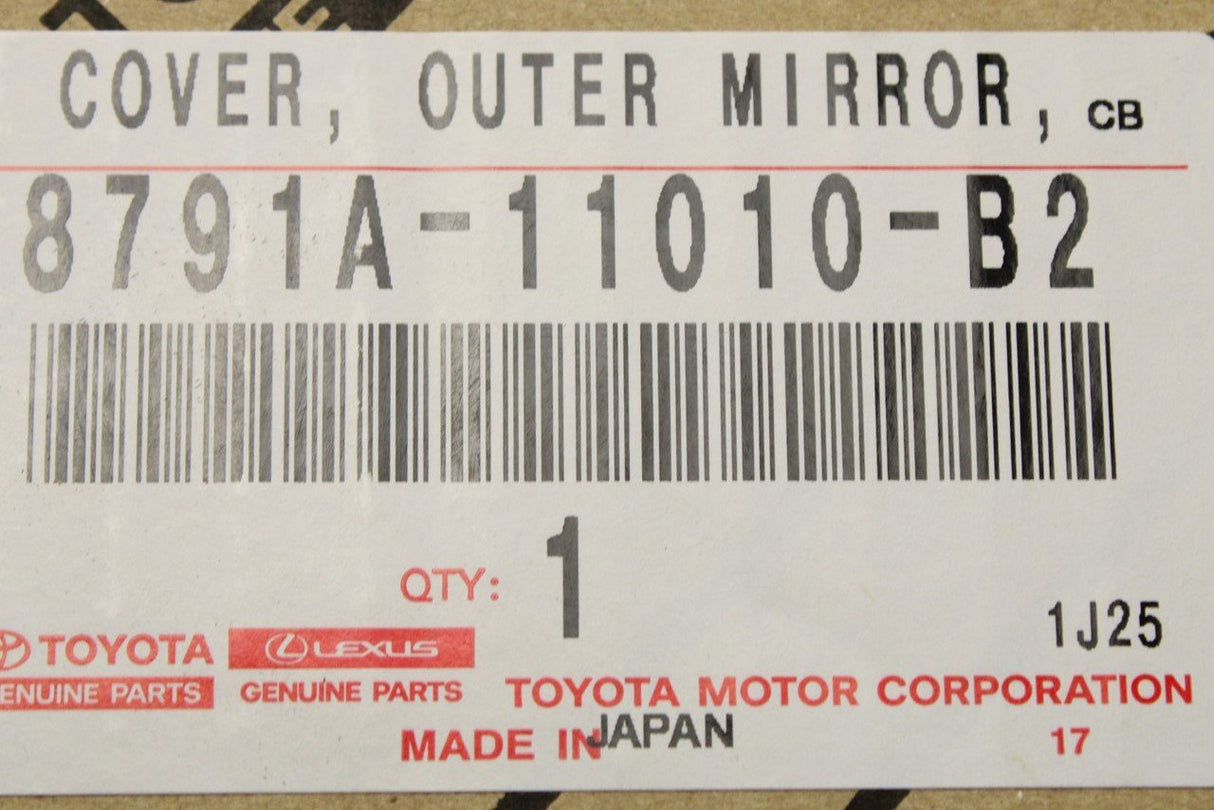 COVER, OUTER MIRROR, CB
8791A-11010-B2
QTY: 1
1J25
TOYOTA LEXUS
ENUINE PARTS GENUINE PARTS TOYOTA MOTOR CORPORATION
MADE IN JAPAN 17